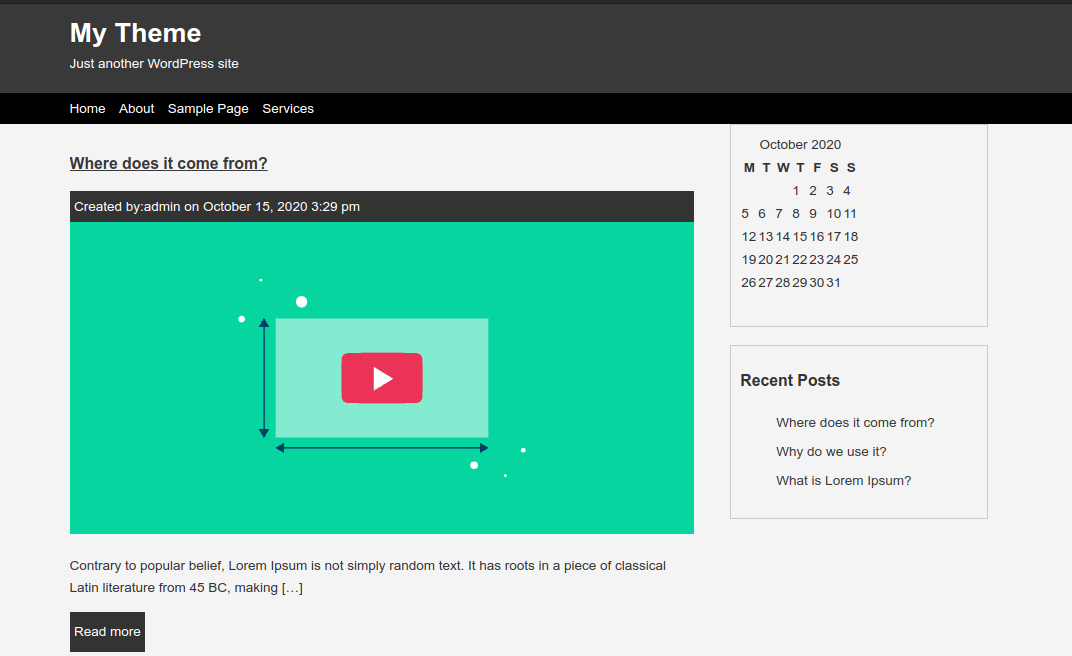 My Theme
Just another WordPress site
Home About Sample Page Services
Where does it come from?
Created by:admin on October 15, 2020 3:29 pm
Contrary to popular belief, Lorem Ipsum is not simply random text. It has roots in a piece of classical
Latin literature from 45 BC, making […]
Read more
October 2020
M T W T F S S
1 2 3 4
5 6 7 8 9 10 11
12 13 14 15 16 17 18
19 20 21 22 23 24 25
26 27 28 29 30 31
Recent Posts
Where does it come from?
Why do we use it?
What is Lorem Ipsum?